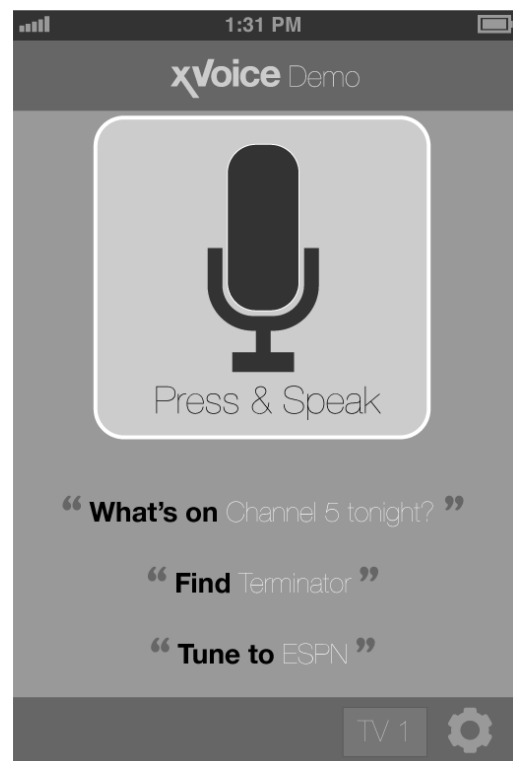 1:31 PM
xVoice Demo
Press & Speak
“ What’s on Channel 5 tonight? ”
“ Find Terminator ”
“ Tune to ESPN ”
TV 1